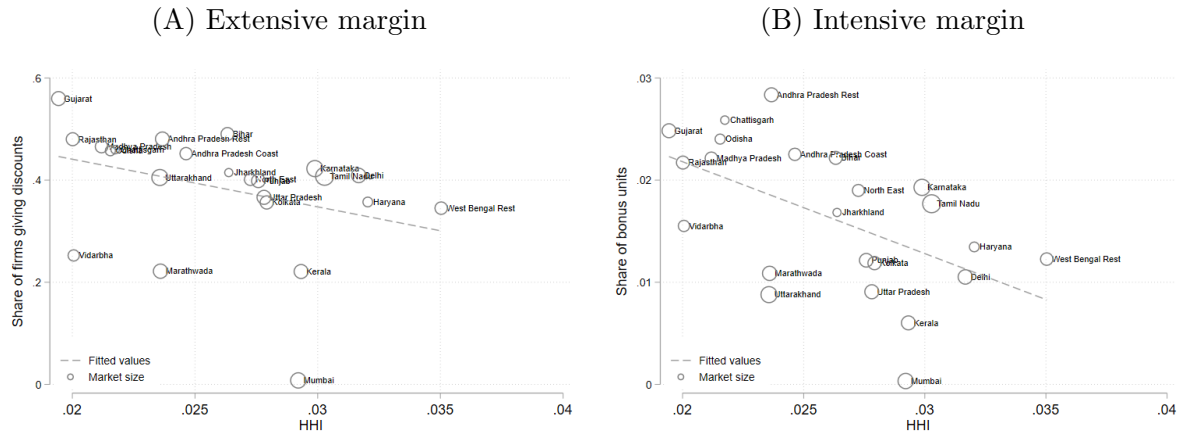 (A) Extensive margin
Share of firms giving discounts
.6
.4
.2
0
Gujarat
Rajasthan
Madhya Pradesh
Uttarakhand
Vidarbha
Marathwada
Andhra Pradesh Rest
Andhra Pradesh Coast
Bihar
Jharkhland
North East
Punjab
Uttar Pradesh
Kolkata
Karnataka
Tamil Nadu
Delhi
Haryana
West Bengal Rest
Kerala
Mumbai
Fitted values
Market size
.02 .025 .03 .035 .04
HHI
(B) Intensive margin
Share of bonus units
.03
.02
.01
0
Andhra Pradesh Rest
Chattisgarh
Gujarat
Odisha
Rajasthan
Madhya Pradesh
Andhra Pradesh Coast
Bihar
North East
Karnataka
Tamil Nadu
Jharkhland
Vidarbha
Haryana
West Bengal Rest
Punjab
Kolkata
Marathwada
Delhi
Uttarakhand
Uttar Pradesh
Kerala
Mumbai
Fitted values
Market size
.02 .025 .03 .035 .04
HHI